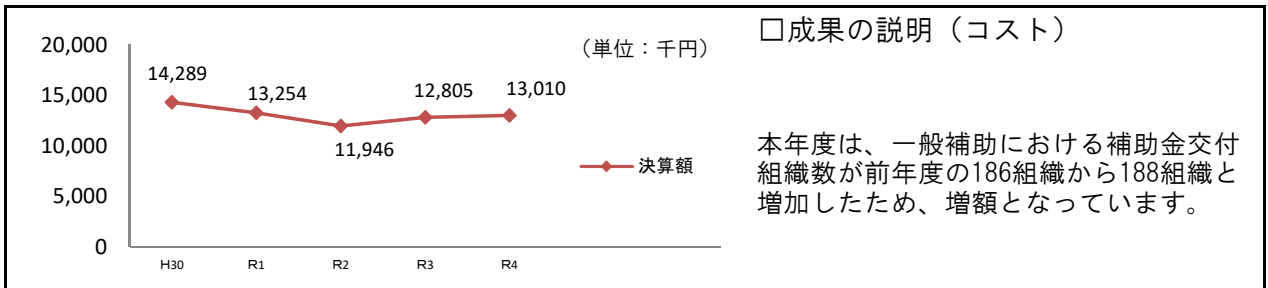 20,000
15,000
10,000
5,000
0
（単位：千円）
14,289
13,254
11,946
12,805
13,010
決算額
H30
R1
R2
R3
R4
□成果の説明（コスト）
本年度は、一般補助における補助金交付
組織数が前年度の186組織から188組織と
増加したため、増額となっています。